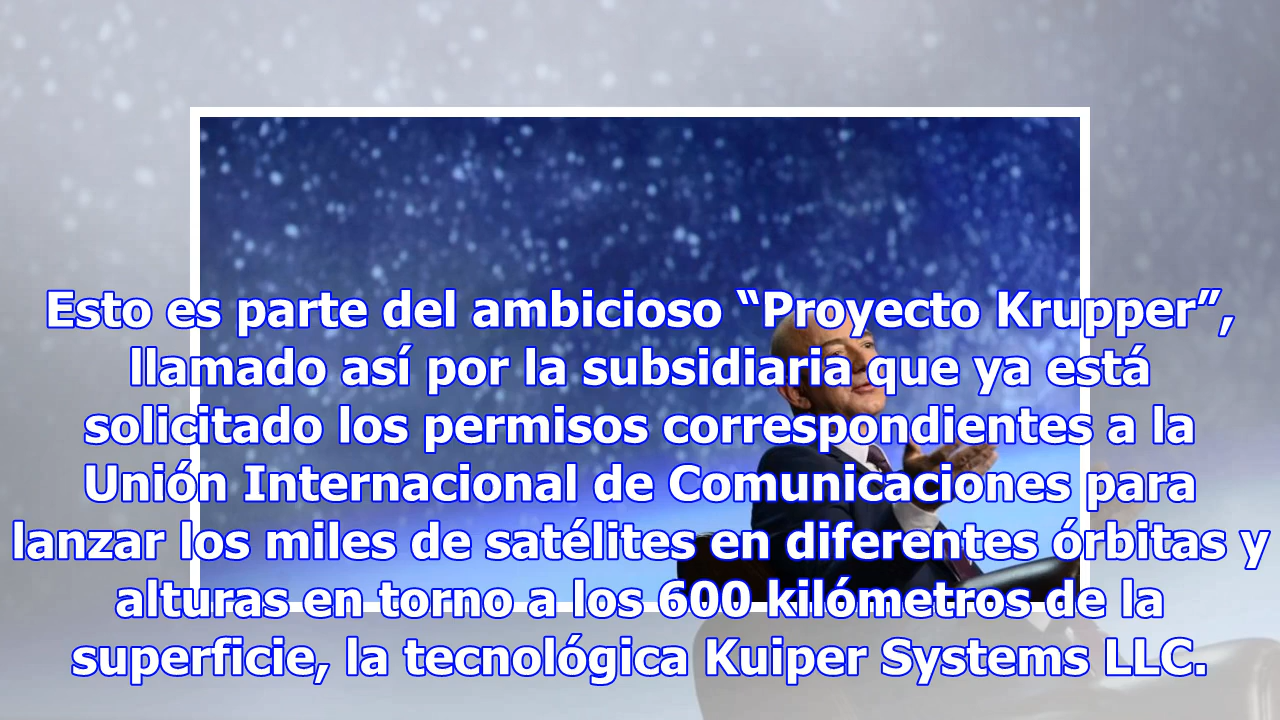 Esto es parte del ambicioso “Proyecto Krupper”,
llamado así por la subsidiaria que ya está
solicitado los permisos correspondientes a la
Unión Internacional de Comunicaciones para
lanzar los miles de satélites en diferentes órbitas y
alturas en torno a los 600 kilómetros de la
superficie, la tecnológica Kuiper Systems LLC.